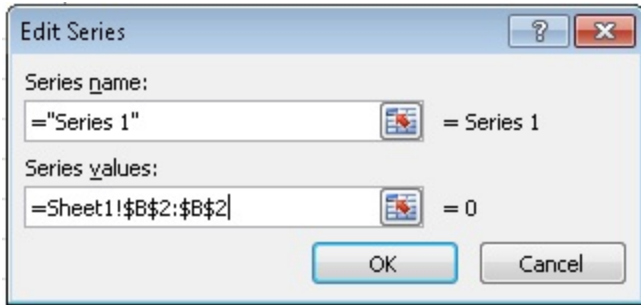 Edit Series
Series name:
="Series 1" = Series 1
Series values:
=Sheet1!$B$2:$B$2 = 0
OK Cancel